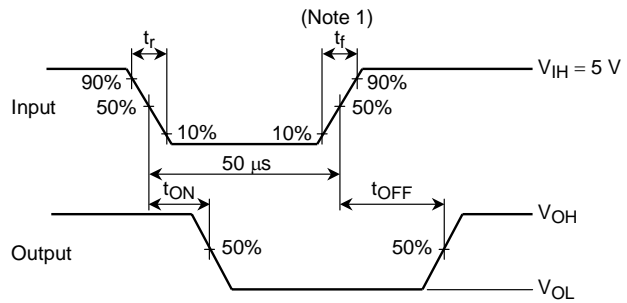 (Note 1)
tr
tf
VIH = 5 V
90%
90%
Input
50%
50%
10%
10%
50 μs
tON
tOFF
VOH
Output
50%
50%
VOL